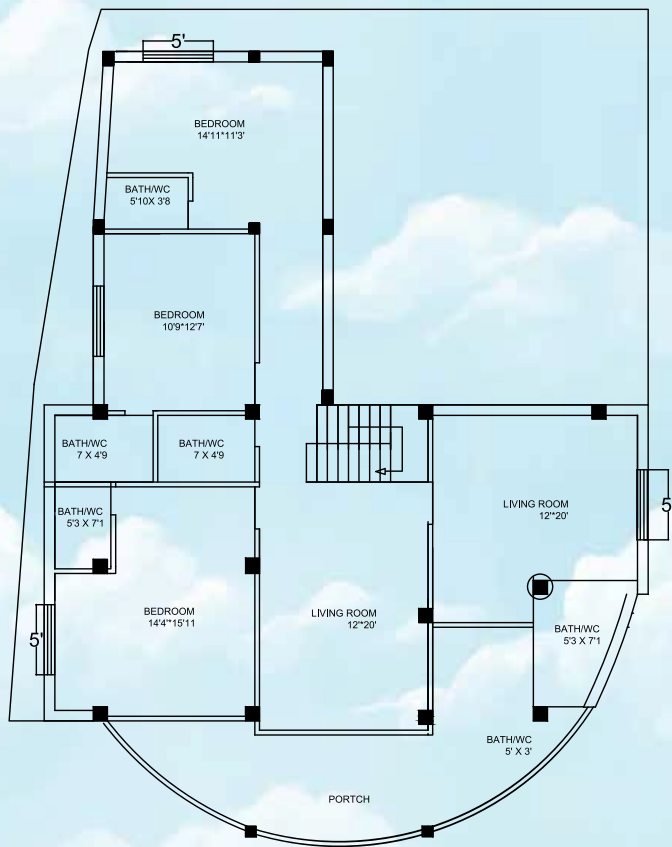 5'
BEDROOM
14'11*11'3'
BATH/WC
5'10X 3'8
BEDROOM
10'9*12'7'
BATH/WC
7 X 4'9
BATH/WC
7 X 4'9
BATH/WC
5'3 X 7'1
LIVING ROOM
12'*20'
5'
BEDROOM
14'4"*15'11
LIVING ROOM
12"*20'
BATH/WC
5'3 X 7'1
5'
BATH/WC
5' X 3'
PORTCH